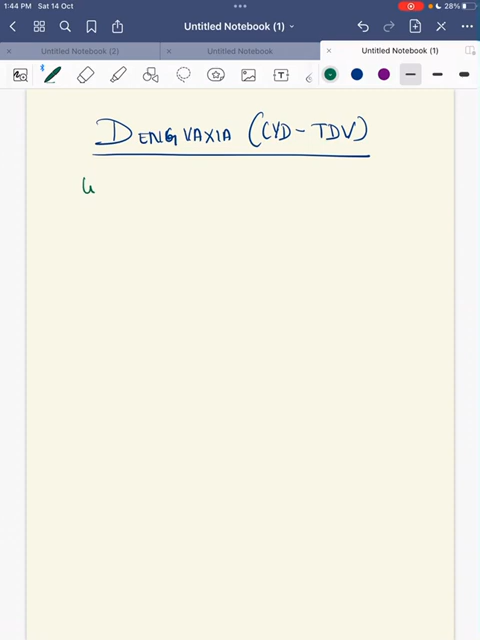 1:44 PM Sat 14 Oct
28%
Untitled Notebook (1)
Untitled Notebook (2)
Untitled Notebook
Untitled Notebook (1)
DENGVAXIA (CYD-TDV)